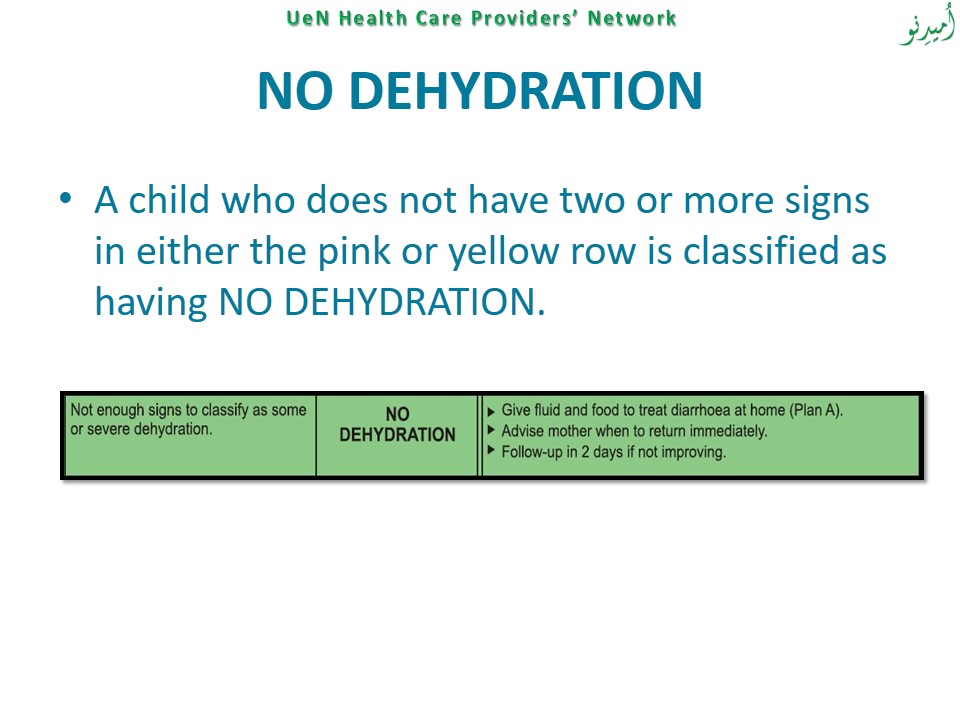 UeN Health Care Providers' Network
اُميدِنو
NO DEHYDRATION
• A child who does not have two or more signs
in either the pink or yellow row is classified as
having NO DEHYDRATION.
Not enough signs to classify as some
or severe dehydration.
NO
DEHYDRATION
▶ Give fluid and food to treat diarrhoea at home (Plan A).
▶ Advise mother when to return immediately.
▶ Follow-up in 2 days if not improving.